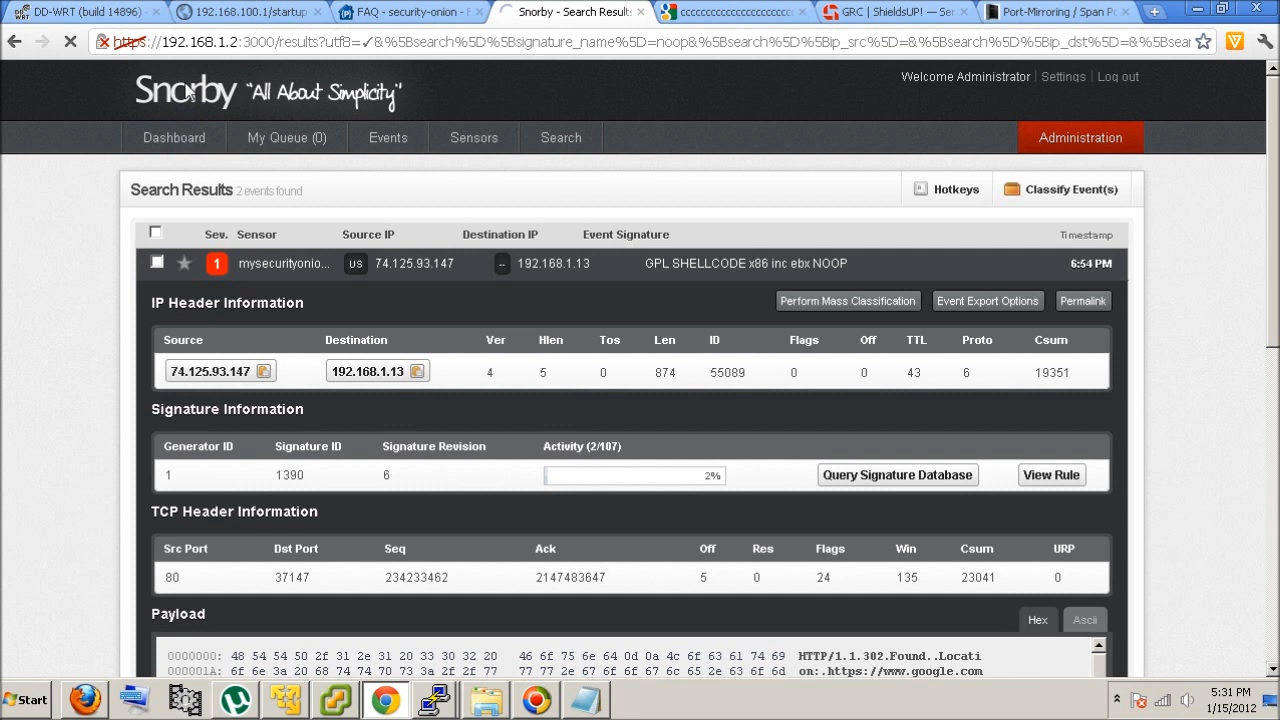 DD-WRT (build 14896)
192.168.100.1/startup
FAQ - security-onion - F
Snorby - Search Results
cccccccccccccccccccccc
GRC | ShieldsUP! — Ser
Port-Mirroring / Span P
https://192.168.1.2:3000/results?utf8=✓&%5Bsearch%5D%5Bsignature_name%5D=noop&%5Bsearch%5D%5Bip_src%5D=&%5Bsearch%5D%5Bip_dst%5D=&%5Bsea
Snorby "All About Simplicity"
Welcome Administrator | Settings | Log out
Dashboard My Queue (0) Events Sensors Search Administration
Search Results 2 events found Hotkeys Classify Event(s)
Sev. Sensor Source IP Destination IP Event Signature Timestamp
1 mysecurityonio... US 74.125.93.147 -- 192.168.1.13 GPL SHELLCODE x86 inc ebx NOOP 6:54 PM
IP Header Information Perform Mass Classification Event Export Options Permalink
Source Destination Ver Hlen Tos Len ID Flags Off TTL Proto Csum
74.125.93.147 192.168.1.13 4 5 0 874 55089 0 0 43 6 19351
Signature Information
Generator ID Signature ID Signature Revision Activity (2/107)
1 1390 6 2% Query Signature Database View Rule
TCP Header Information
Src Port Dst Port Seq Ack Off Res Flags Win Csum URP
80 37147 234233462 2147483647 5 0 24 135 23041 0
Payload Hex Ascii
0000000: 48 54 54 50 2f 31 2e 31 20 33 30 32 20 46 6f 75 6e 64 0d 0a 4c 6f 63 61 74 69 HTTP/1.1.302.Found..Locati
000001A: 6f 6e 3a 20 68 74 74 70 73 3a 2f 2f 77 77 77 2e 67 6f 6f 67 6c 65 2e 63 6f 6d on:.https://www.google.com
Start
5:31 PM
1/15/2012